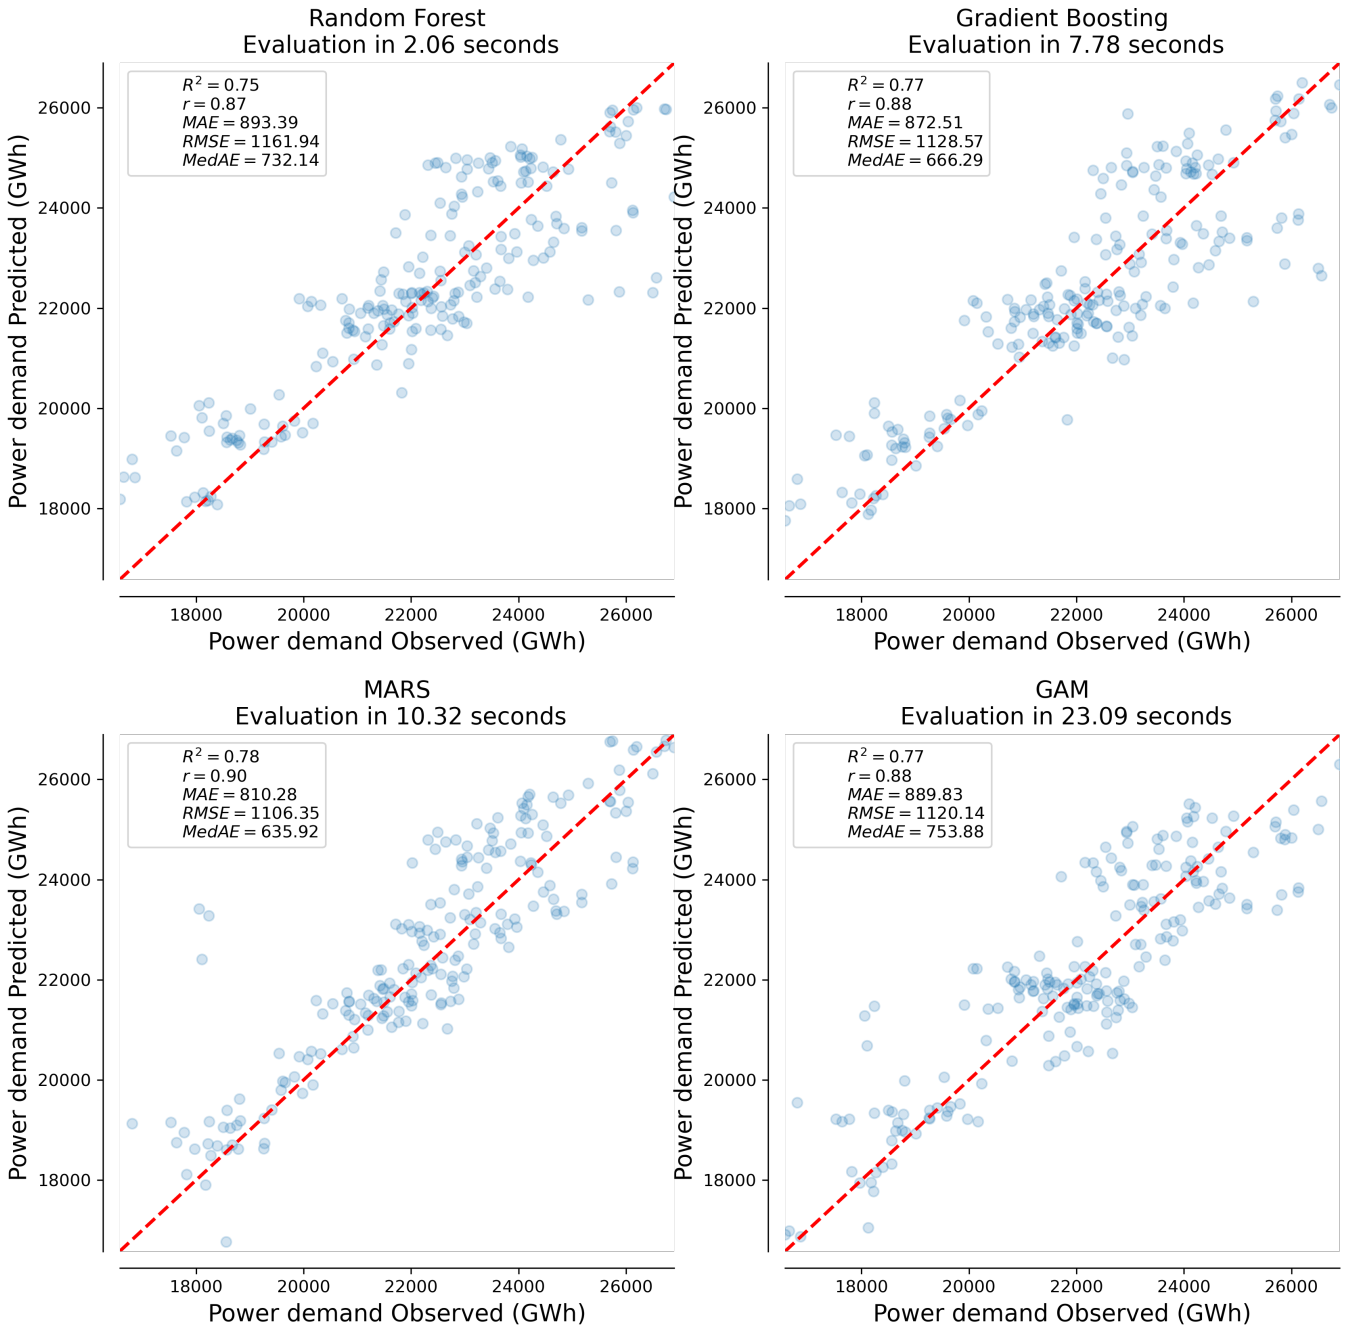 Random Forest
Evaluation in 2.06 seconds
R² = 0.75
r = 0.87
MAE = 893.39
RMSE = 1161.94
MedAE = 732.14
26000
24000
22000
20000
18000
Power demand Predicted (GWh)
18000 20000 22000 24000 26000
Power demand Observed (GWh)
Gradient Boosting
Evaluation in 7.78 seconds
R² = 0.77
r = 0.88
MAE = 872.51
RMSE = 1128.57
MedAE = 666.29
26000
24000
22000
20000
18000
Power demand Predicted (GWh)
18000 20000 22000 24000 26000
Power demand Observed (GWh)
MARS
Evaluation in 10.32 seconds
R² = 0.78
r = 0.90
MAE = 810.28
RMSE = 1106.35
MedAE = 635.92
26000
24000
22000
20000
18000
Power demand Predicted (GWh)
18000 20000 22000 24000 26000
Power demand Observed (GWh)
GAM
Evaluation in 23.09 seconds
R² = 0.77
r = 0.88
MAE = 889.83
RMSE = 1120.14
MedAE = 753.88
26000
24000
22000
20000
18000
Power demand Predicted (GWh)
18000 20000 22000 24000 26000
Power demand Observed (GWh)